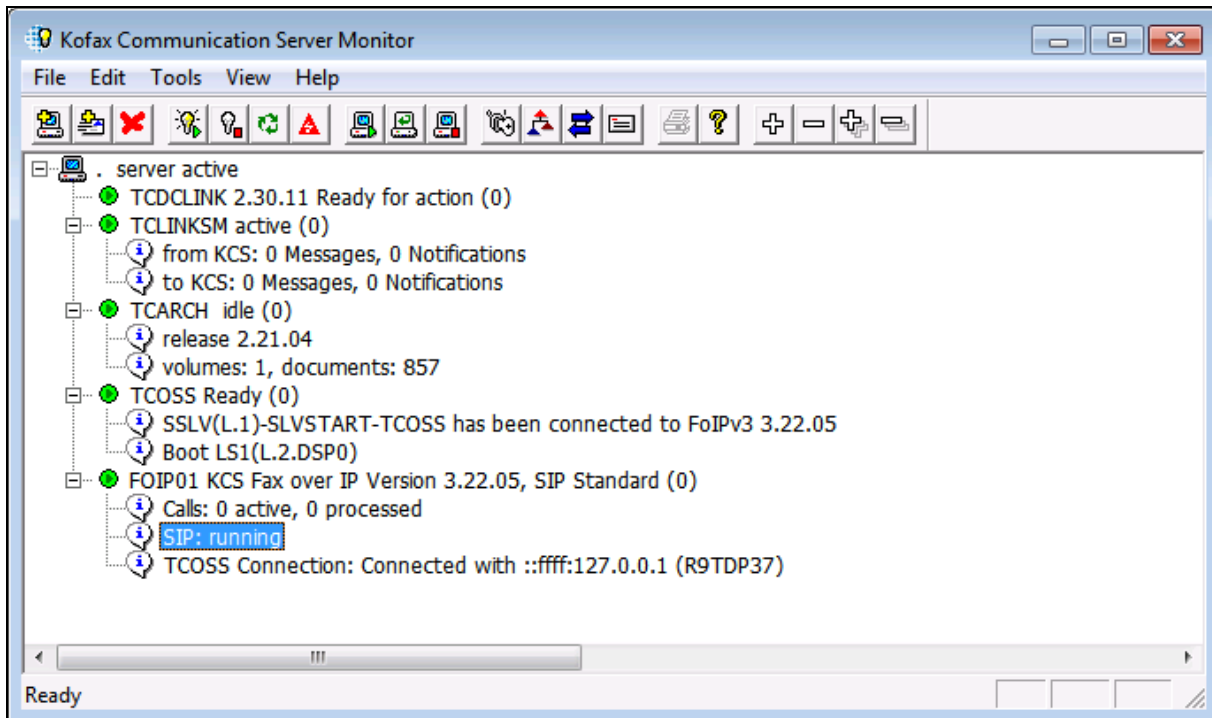 Kofax Communication Server Monitor
File Edit Tools View Help
. server active
TCDCLINK 2.30.11 Ready for action (0)
TCLINKSM active (0)
from KCS: 0 Messages, 0 Notifications
to KCS: 0 Messages, 0 Notifications
TCARCH idle (0)
release 2.21.04
volumes: 1, documents: 857
TCOSS Ready (0)
SSLV(L.1)-SLVSTART-TCOSS has been connected to FoIPv3 3.22.05
Boot LS1(L.2.DSP0)
FOIP01 KCS Fax over IP Version 3.22.05, SIP Standard (0)
Calls: 0 active, 0 processed
SIP: running
TCOSS Connection: Connected with ::ffff:127.0.0.1 (R9TDP37)
Ready